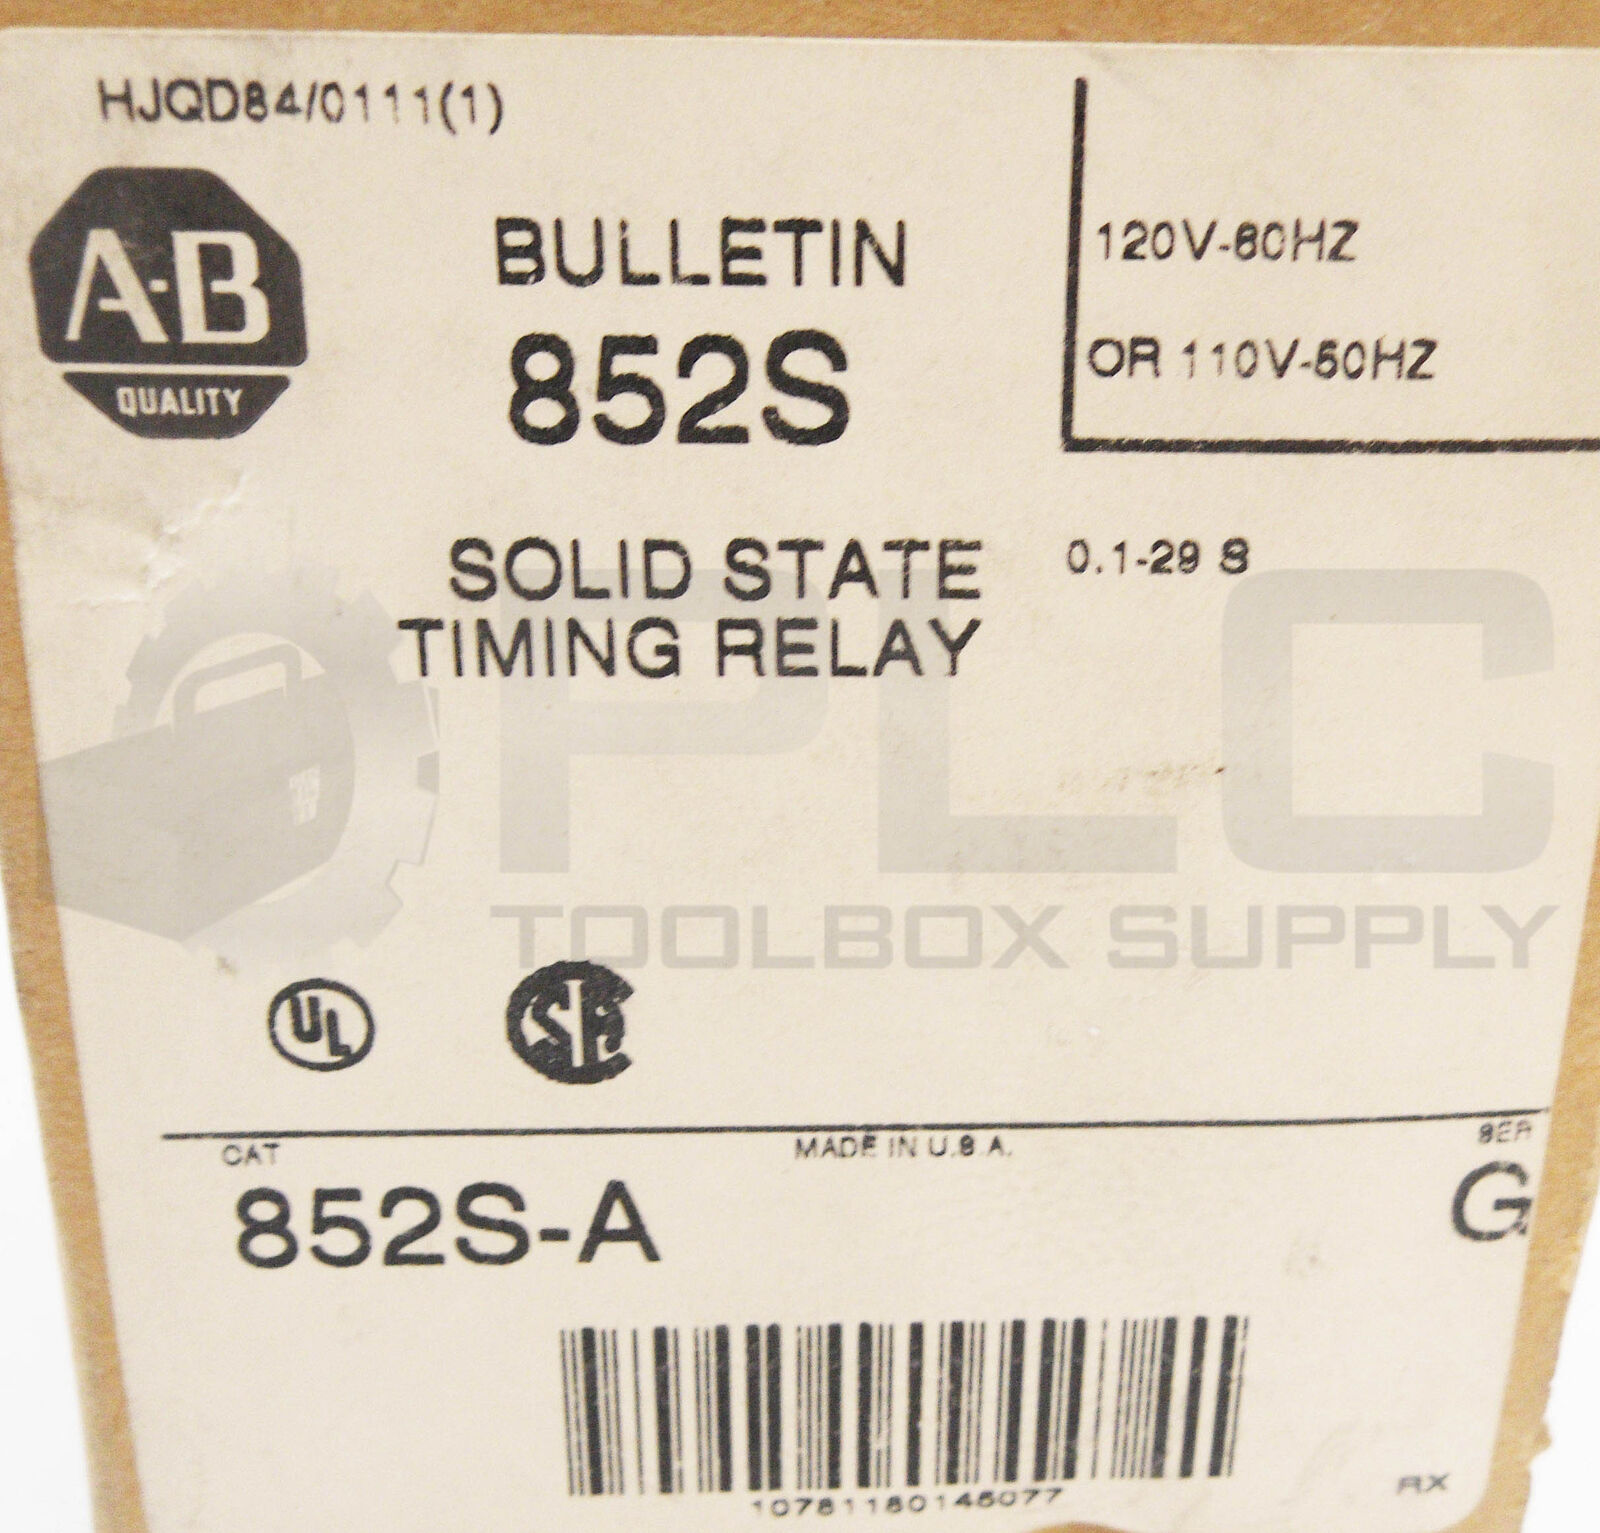 HJQD84/0111(1)
A-B
QUALITY
BULLETIN
852S
120V-60HZ
OR 110V-50HZ
SOLID STATE
TIMING RELAY
0.1-29 S
PLC
TOOLBOX SUPPLY
UL
CAT
MADE IN U.S.A.
SER
852S-A
G
RX